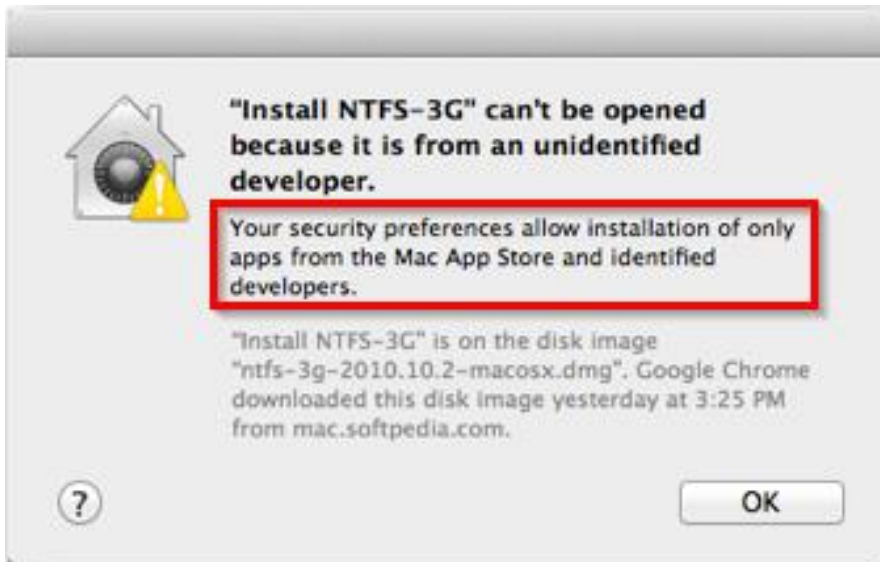 "Install NTFS-3G" can't be opened
because it is from an unidentified
developer.
Your security preferences allow installation of only
apps from the Mac App Store and identified
developers.
"Install NTFS-3G" is on the disk image
"ntfs-3g-2010.10.2-macosx.dmg". Google Chrome
downloaded this disk image yesterday at 3:25 PM
from mac.softpedia.com.
? OK